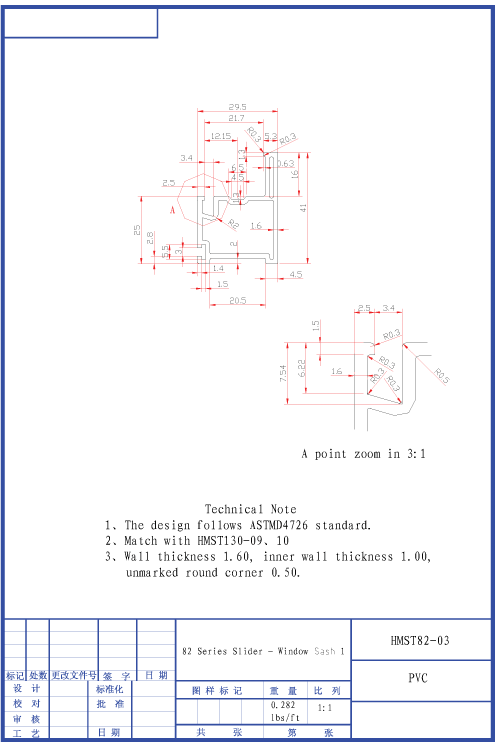 29.5
21.7
12.15
5.3
R0.3
R0.3
3.4
1.3
0.63
6.5
4.5
16
2.5
A
41
R2
1.6
25
2.8
5.5
3
2
1.4
4.5
1.5
20.5
2.5
3.4
1.5
R0.3
7.54
6.22
R0.3
1.6
R0.3
R0.3
R0.5
A point zoom in 3:1
Technical Note
1、The design follows ASTMD4726 standard.
2、Match with HMST130-09、10
3、Wall thickness 1.60, inner wall thickness 1.00,
unmarked round corner 0.50.
82 Series Slider - Window Sash 1
HMST82-03
标记 处数 更改文件号 签 字 日 期
PVC
设 计 标准化
图 样 标 记 重 量 比 列
校 对 批 准
0.282
lbs/ft
1:1
审 核
工 艺 日 期
共 张 第 张